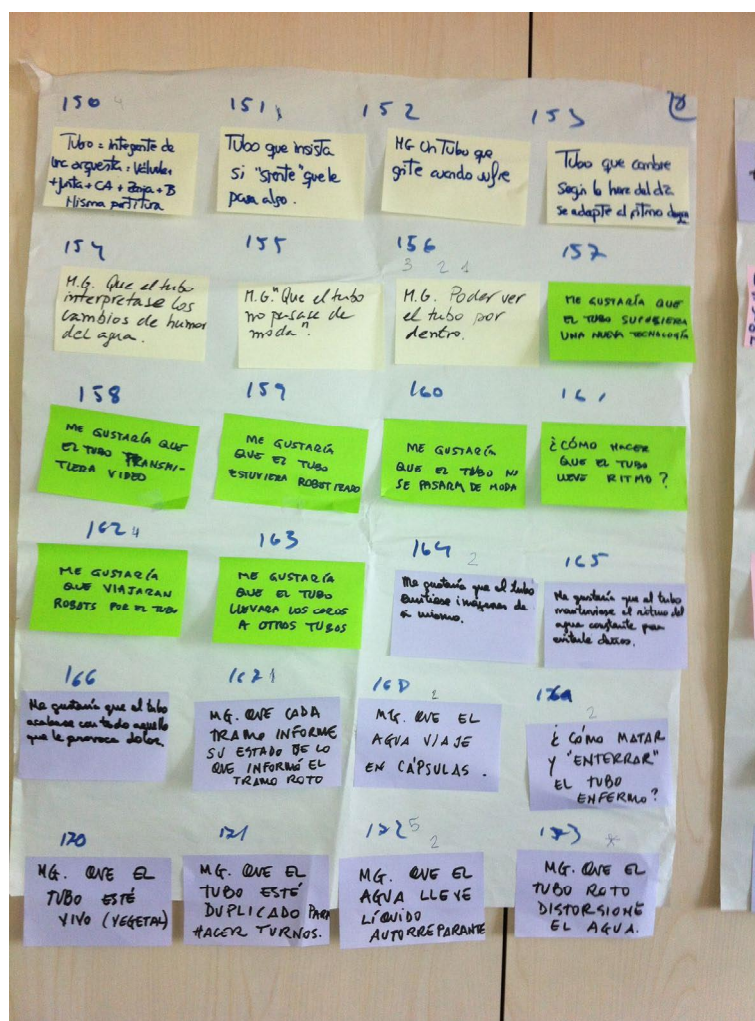 150 4
Tubo = integrante de
una orquesta = Válvulas
+ Junta + CA + Zanja + B
Misma partitura
151 1
Tubo que insista
si "siente" que le
pasa algo.
152
MG Un Tubo que
grite cuando sufre
153
Tubo que cambie
según la hora del día
se adapte al ritmo
154
M.G. Que el tubo
interpretase los
cambios de humor
del agua.
155
M.G. "Que el tubo
no pasase de
moda".
156
3 2 1
M.G. Poder ver
el tubo por
dentro.
157
ME GUSTARÍA QUE
EL TUBO SUPUSIERA
UNA NUEVA TECNOLOGÍA
158
ME GUSTARÍA QUE
EL TUBO TRANSMI-
TIERA VIDEO
159
ME GUSTARÍA
QUE EL TUBO
ESTUVIERA ROBOTIZADO
160
ME GUSTARÍA
QUE EL TUBO NO
SE PASARA DE MODA
161
¿CÓMO HACER
QUE EL TUBO
LLEVE RITMO?
162 4
ME GUSTARÍA
QUE VIAJARAN
ROBOTS POR EL TUBO
163
ME GUSTARÍA
QUE EL TUBO
LLEVARA LOS
A OTROS TUBOS
164 2
Me gustaría que el tubo
emitiese imágenes de
si mismo.
165
Me gustaría que el tubo
mantuviese el ritmo del
agua constante para
evitarle daños.
166
Me gustaría que el tubo
acabase con todo aquello
que le provoca dolor.
167 1
MG. QUE CADA
TRAMO INFORME
SU ESTADO DE LO
QUE INFORMÓ EL
TRAMO ROTO
168
2
MG. QUE EL
AGUA VIAJE
EN CÁPSULAS.
169
2
¿CÓMO MATAR
Y "ENTERRAR"
EL TUBO
ENFERMO?
170
MG. QUE EL
TUBO ESTÉ
VIVO (VEGETAL)
171
MG. QUE EL
TUBO ESTÉ
DUPLICADO PARA
HACER TURNOS.
172 5
2
MG. QUE EL
AGUA LLEVE
LÍQUIDO
AUTORREPARANTE
173 *
MG. QUE EL
TUBO ROTO
DISTORSIONE
EL AGUA.